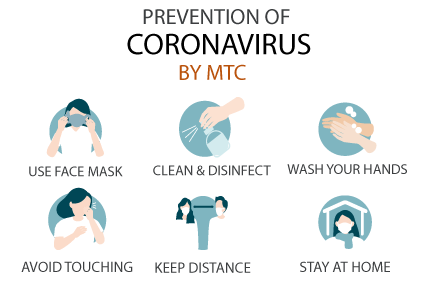 PREVENTION OF
CORONAVIRUS
BY MTC
USE FACE MASK
CLEAN & DISINFECT
WASH YOUR HANDS
AVOID TOUCHING
KEEP DISTANCE
STAY AT HOME